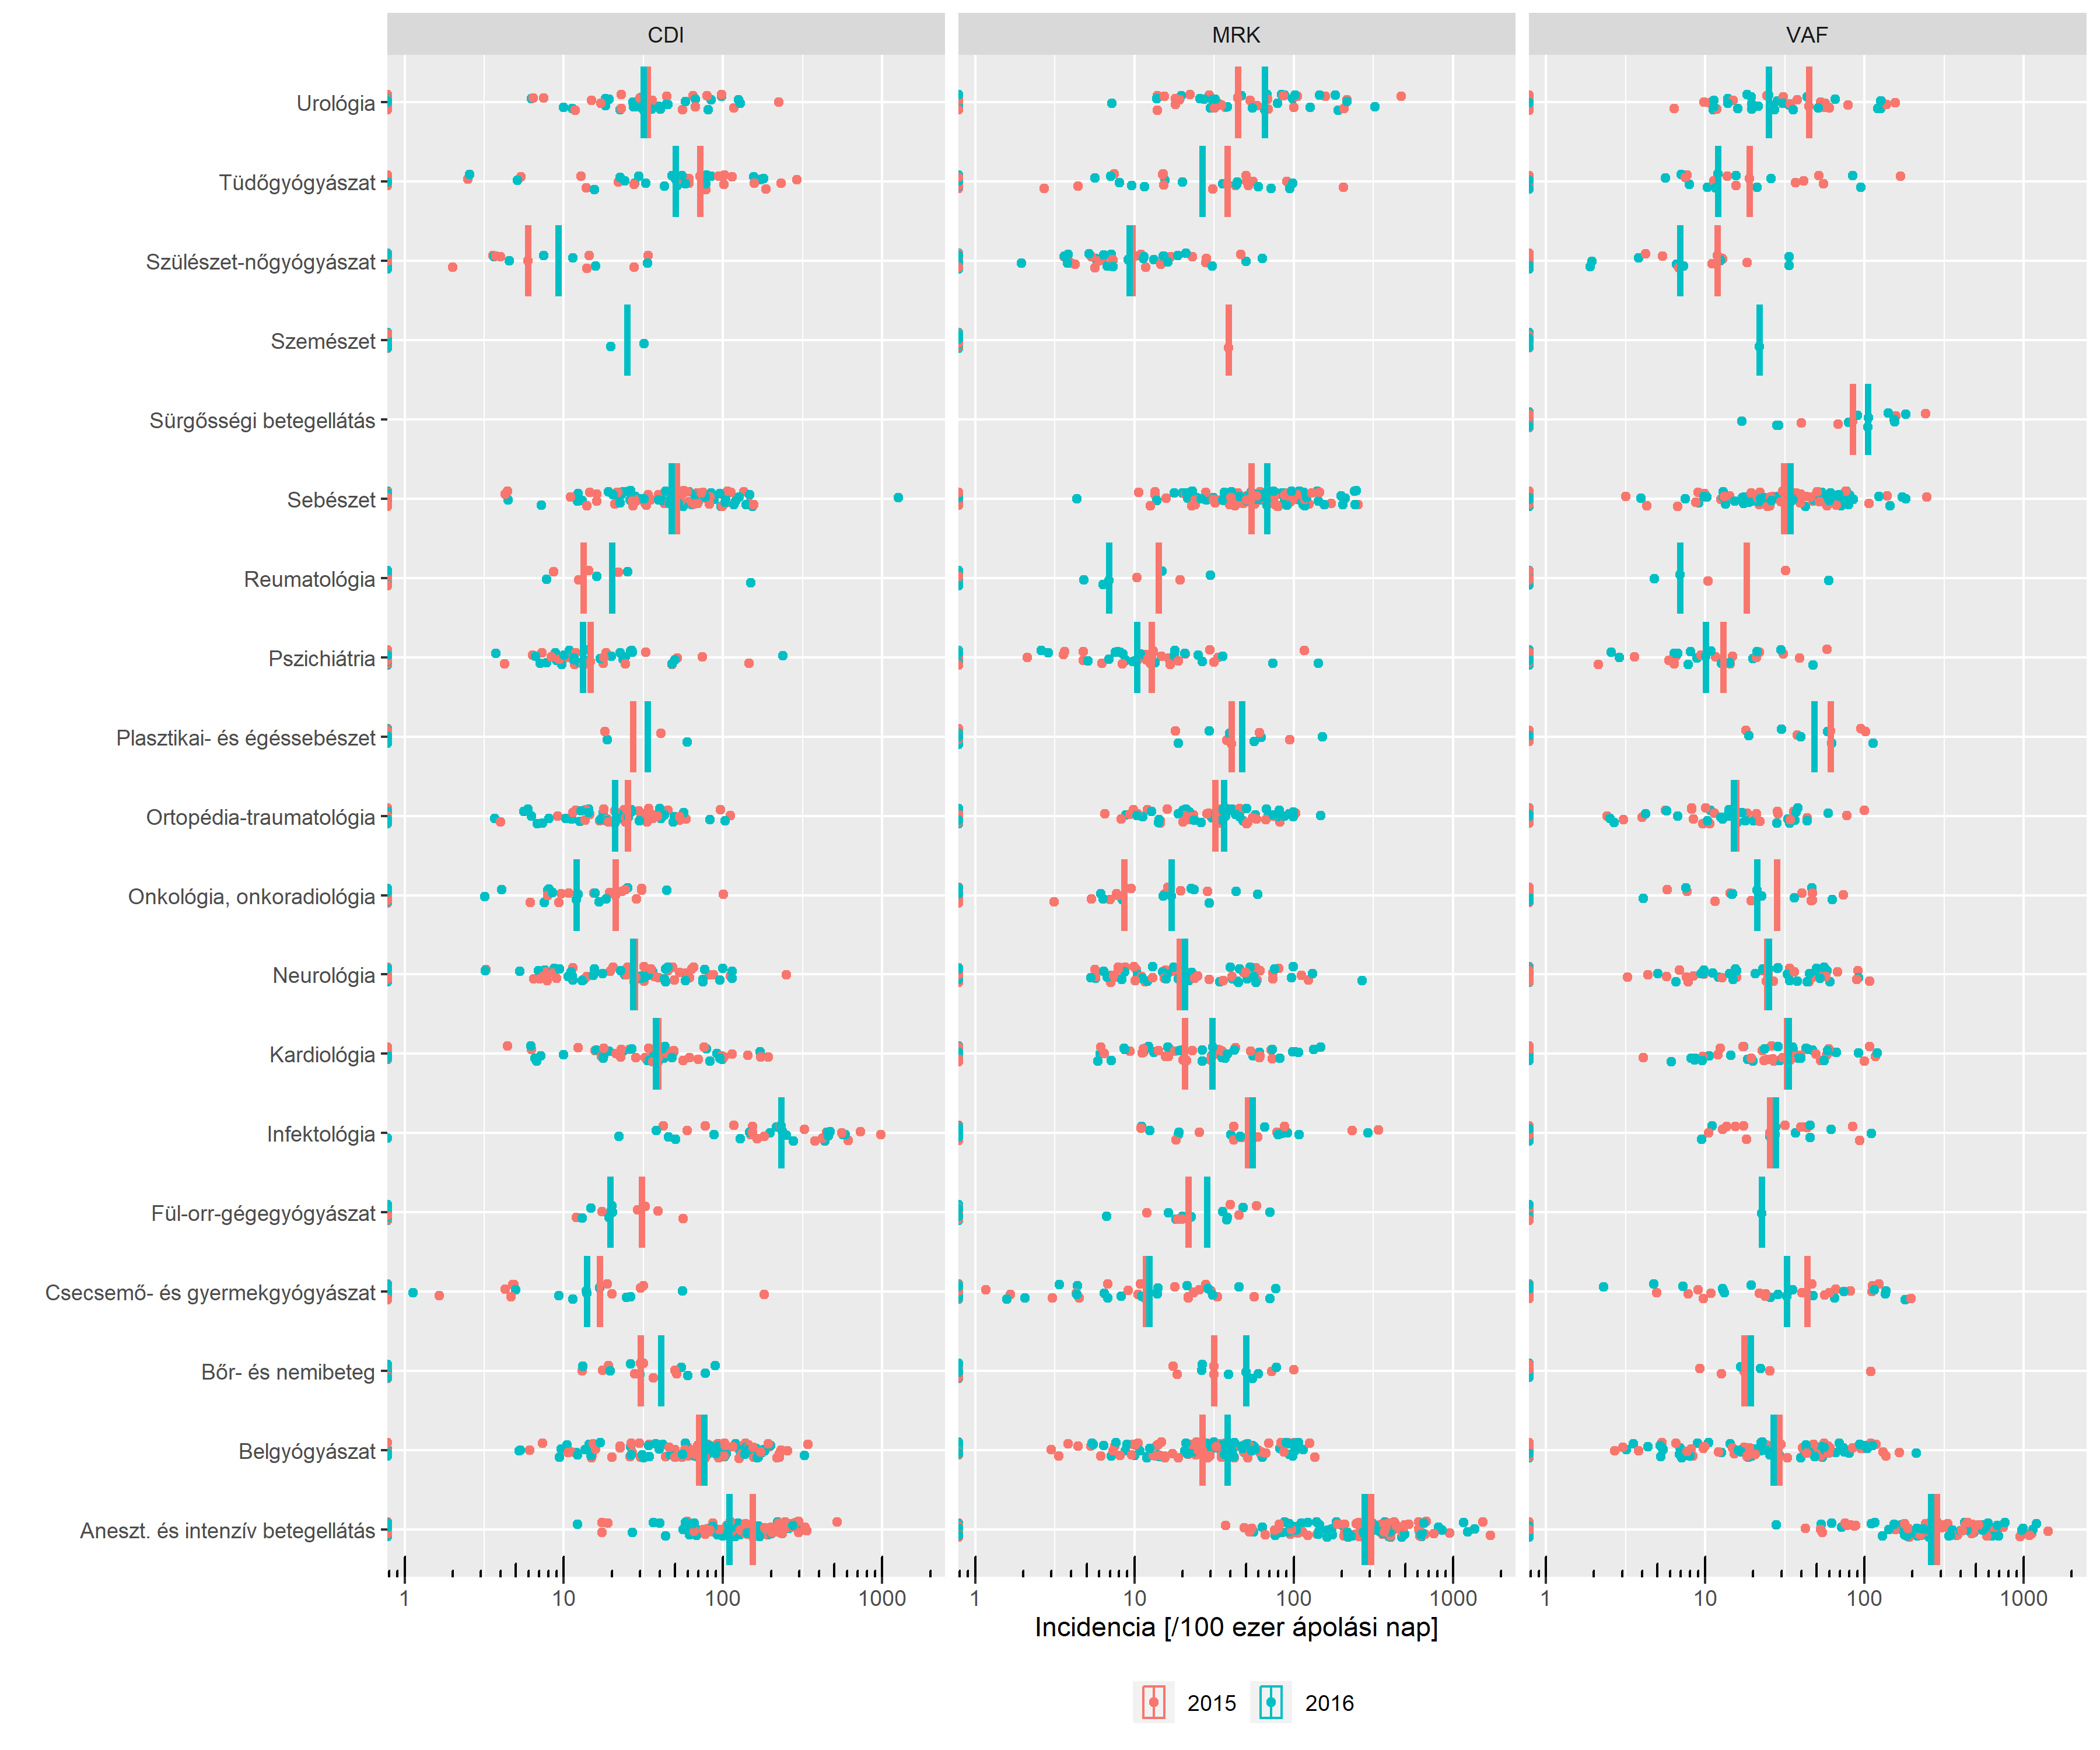 CDI MRK VAF
Urológia
Tüdőgyógyászat
Szülészet-nőgyógyászat
Szemészet
Sürgősségi betegellátás
Sebészet
Reumatológia
Pszichiátria
Plasztikai- és égéssebészet
Ortopédia-traumatológia
Onkológia, onkoradiológia
Neurológia
Kardiológia
Infektológia
Fül-orr-gégegyógyászat
Csecsemő- és gyermekgyógyászat
Bőr- és nemibeteg
Belgyógyászat
Aneszt. és intenzív betegellátás
1 10 100 1000 1 10 100 1000 1 10 100 1000
Incidencia [/100 ezer ápolási nap]
2015 2016